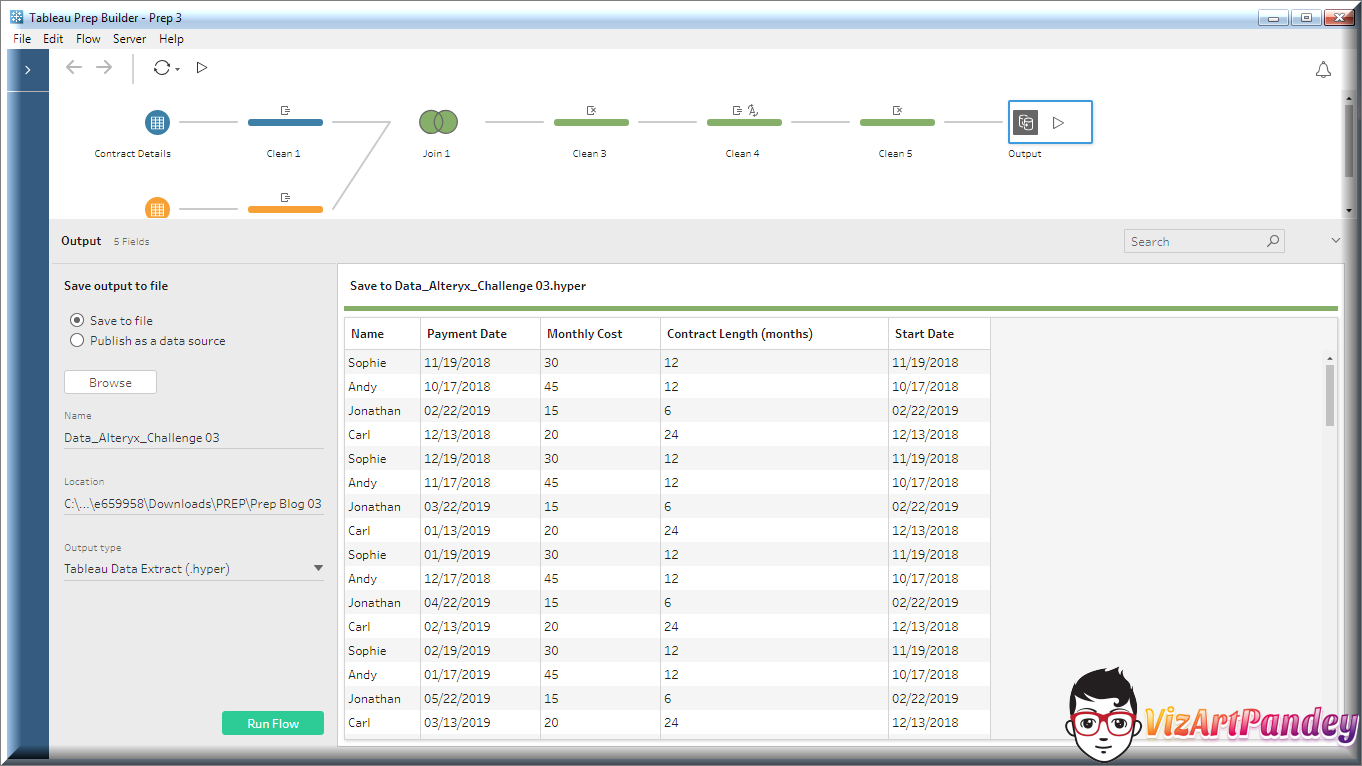 Tableau Prep Builder - Prep 3
File Edit Flow Server Help
Contract Details Clean 1 Join 1 Clean 3 Clean 4 Clean 5 Output
Output 5 Fields Search
Save output to file
Save to file
Publish as a data source
Browse
Name
Data_Alteryx_Challenge 03
Location
C:\...\e659958\Downloads\PREP\Prep Blog 03
Output type
Tableau Data Extract (.hyper)
Run Flow
Save to Data_Alteryx_Challenge 03.hyper
Name Payment Date Monthly Cost Contract Length (months) Start Date
Sophie 11/19/2018 30 12 11/19/2018
Andy 10/17/2018 45 12 10/17/2018
Jonathan 02/22/2019 15 6 02/22/2019
Carl 12/13/2018 20 24 12/13/2018
Sophie 12/19/2018 30 12 11/19/2018
Andy 11/17/2018 45 12 10/17/2018
Jonathan 03/22/2019 15 6 02/22/2019
Carl 01/13/2019 20 24 12/13/2018
Sophie 01/19/2019 30 12 11/19/2018
Andy 12/17/2018 45 12 10/17/2018
Jonathan 04/22/2019 15 6 02/22/2019
Carl 02/13/2019 20 24 12/13/2018
Sophie 02/19/2019 30 12 11/19/2018
Andy 01/17/2019 45 12 10/17/2018
Jonathan 05/22/2019 15 6 02/22/2019
Carl 03/13/2019 20 24 12/13/2018
VizArtPandey